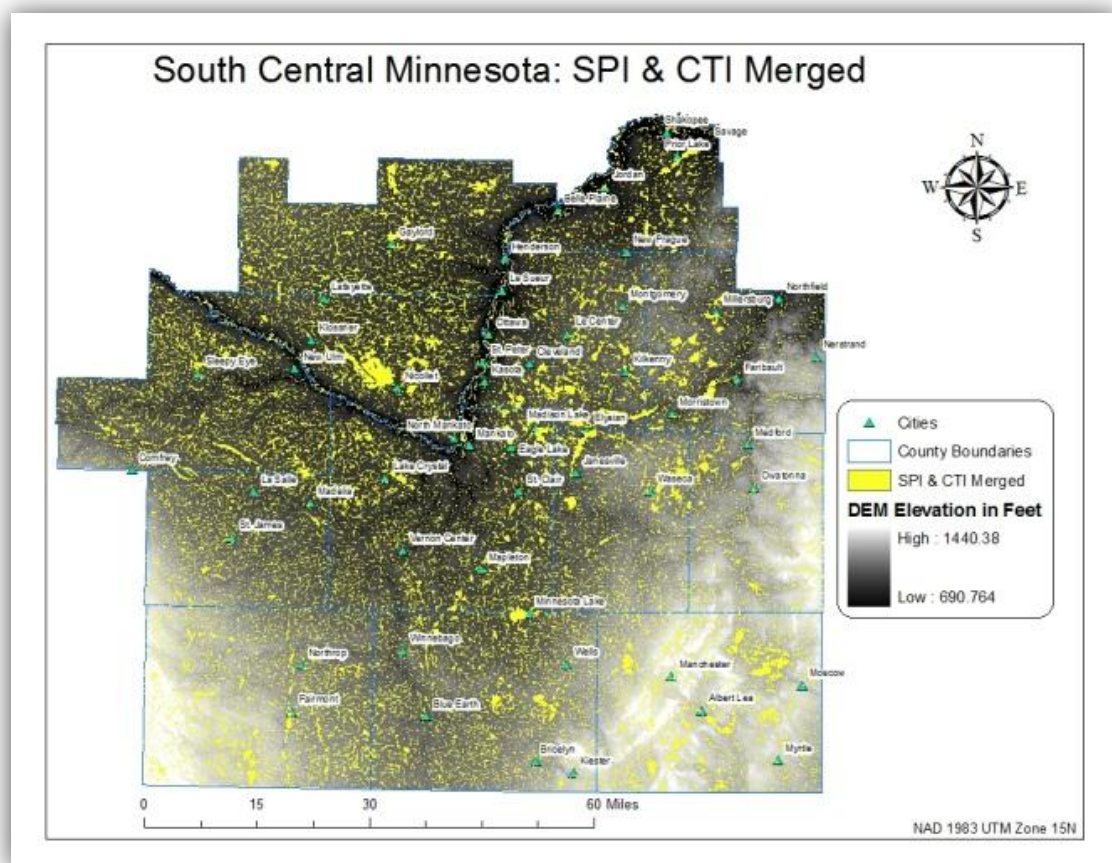 South Central Minnesota: SPI & CTI Merged
Shakopee
Savage
Prior Lake
Jordan
Belle Plaine
N
W E
S
Gaylord
Henderson
New Prague
Le Sueur
Lafayette
Montgomery
Millersburg
Northfield
Klossner
Ottawa
Le Center
Sleepy Eye
New Ulm
St. Peter
Cleveland
Nerstrand
Kasota
Kilkenny
Faribault
Nicollet
Morristown
North Mankato
Madison Lake
Elysian
Mankato
Eagle Lake
Medford
Comfrey
Lake Crystal
Janesville
La Salle
Madelia
St. Clair
Waseca
Owatonna
St. James
Vernon Center
Mapleton
Minnesota Lake
Winnebago
Northrop
Wells
Manchester
Moscow
Fairmont
Blue Earth
Albert Lea
Bricelyn
Kiester
Myrtle
Cities
County Boundaries
SPI & CTI Merged
DEM Elevation in Feet
High : 1440.38
Low : 690.764
0 15 30 60 Miles
NAD 1983 UTM Zone 15N